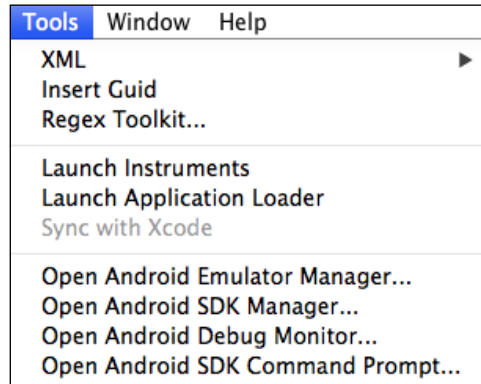 Tools Window Help
XML
Insert Guid
Regex Toolkit...
Launch Instruments
Launch Application Loader
Sync with Xcode
Open Android Emulator Manager...
Open Android SDK Manager...
Open Android Debug Monitor...
Open Android SDK Command Prompt...